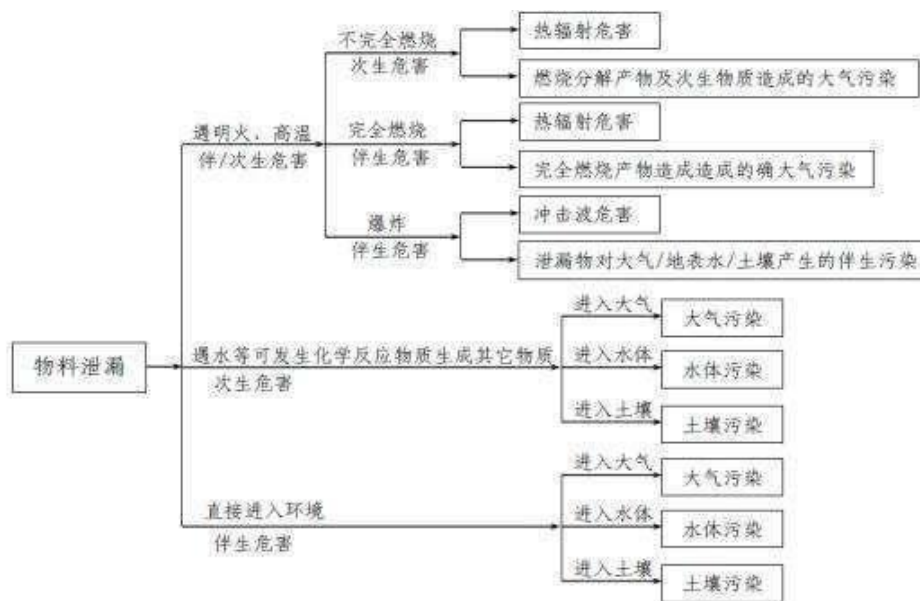 不完全燃烧
次生危害
热辐射危害
燃烧分解产物及次生物质造成的大气污染
遇明火、高温
伴/次生危害
完全燃烧
伴生危害
热辐射危害
完全燃烧产物造成造成的确大气污染
爆炸
伴生危害
冲击波危害
泄漏物对大气/地表水/土壤产生的伴生污染
物料泄漏
遇水等可发生化学反应物质生成其它物质
次生危害
进入大气
大气污染
进入水体
水体污染
进入土壤
土壤污染
直接进入环境
伴生危害
进入大气
大气污染
进入水体
水体污染
进入土壤
土壤污染